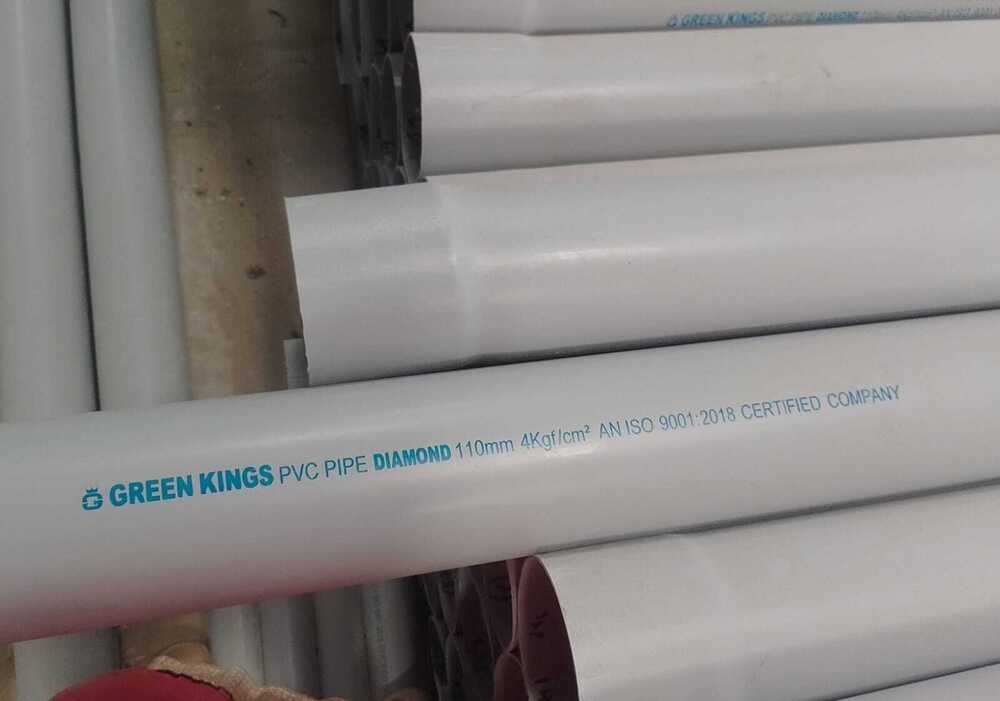 GREEN KINGS PVC PIPE DIAMOND
GREEN KINGS PVC PIPE DIAMOND 110mm 4Kgf/cm² AN ISO 9001:2018 CERTIFIED COMPANY